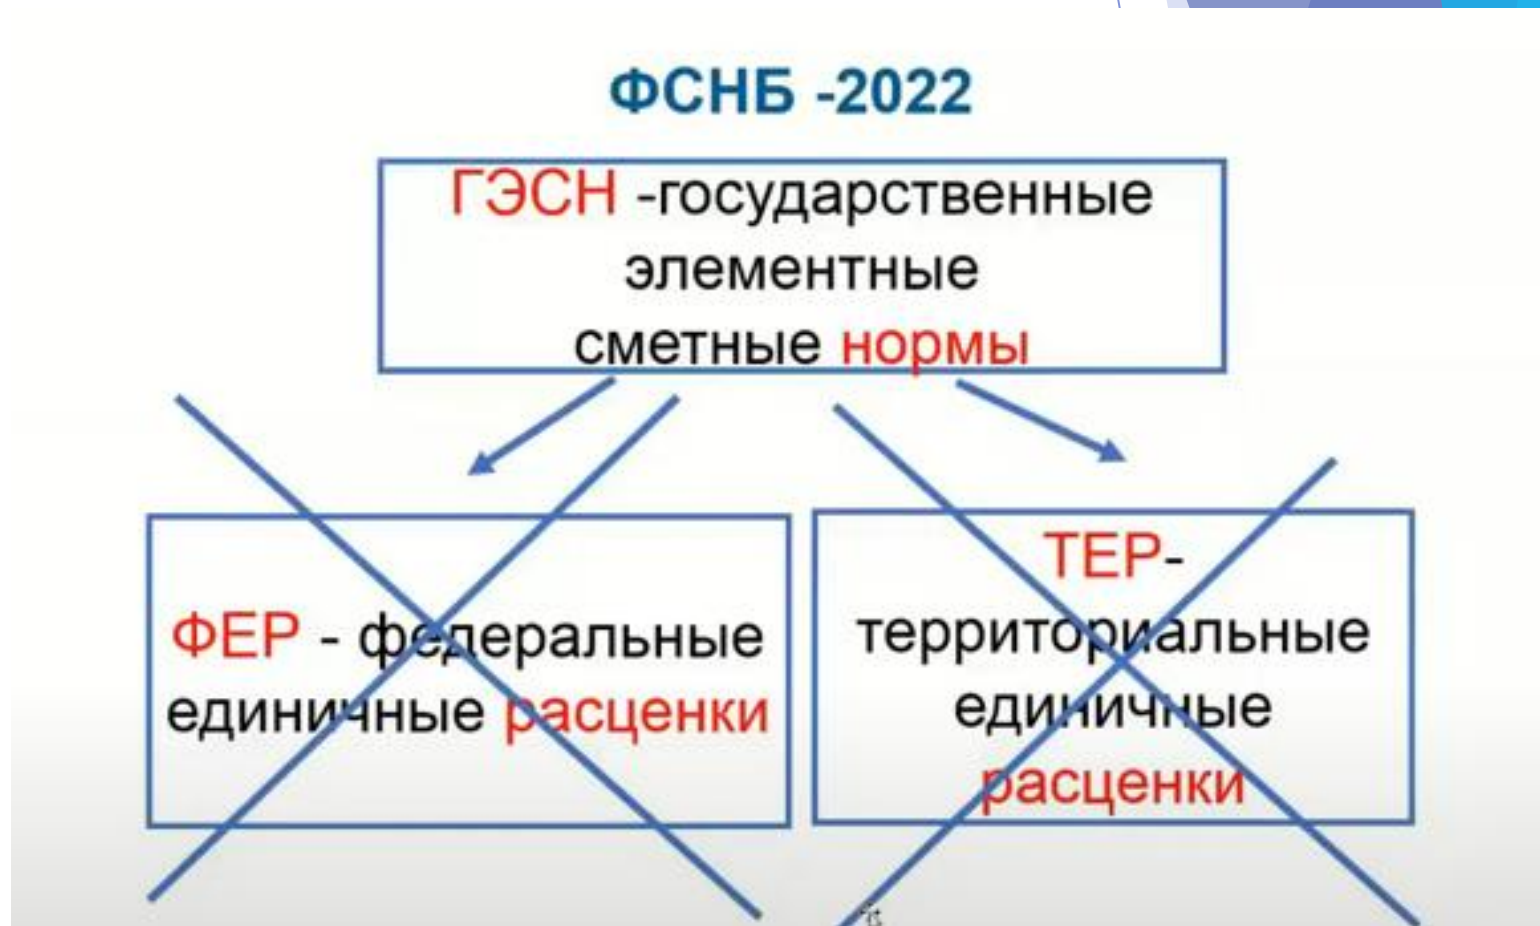 ФСНБ -2022
ГЭСН -государственные
элементные
сметные нормы
ФЕР - федеральные
единичные расценки
ТЕР-
территориальные
единичные
расценки